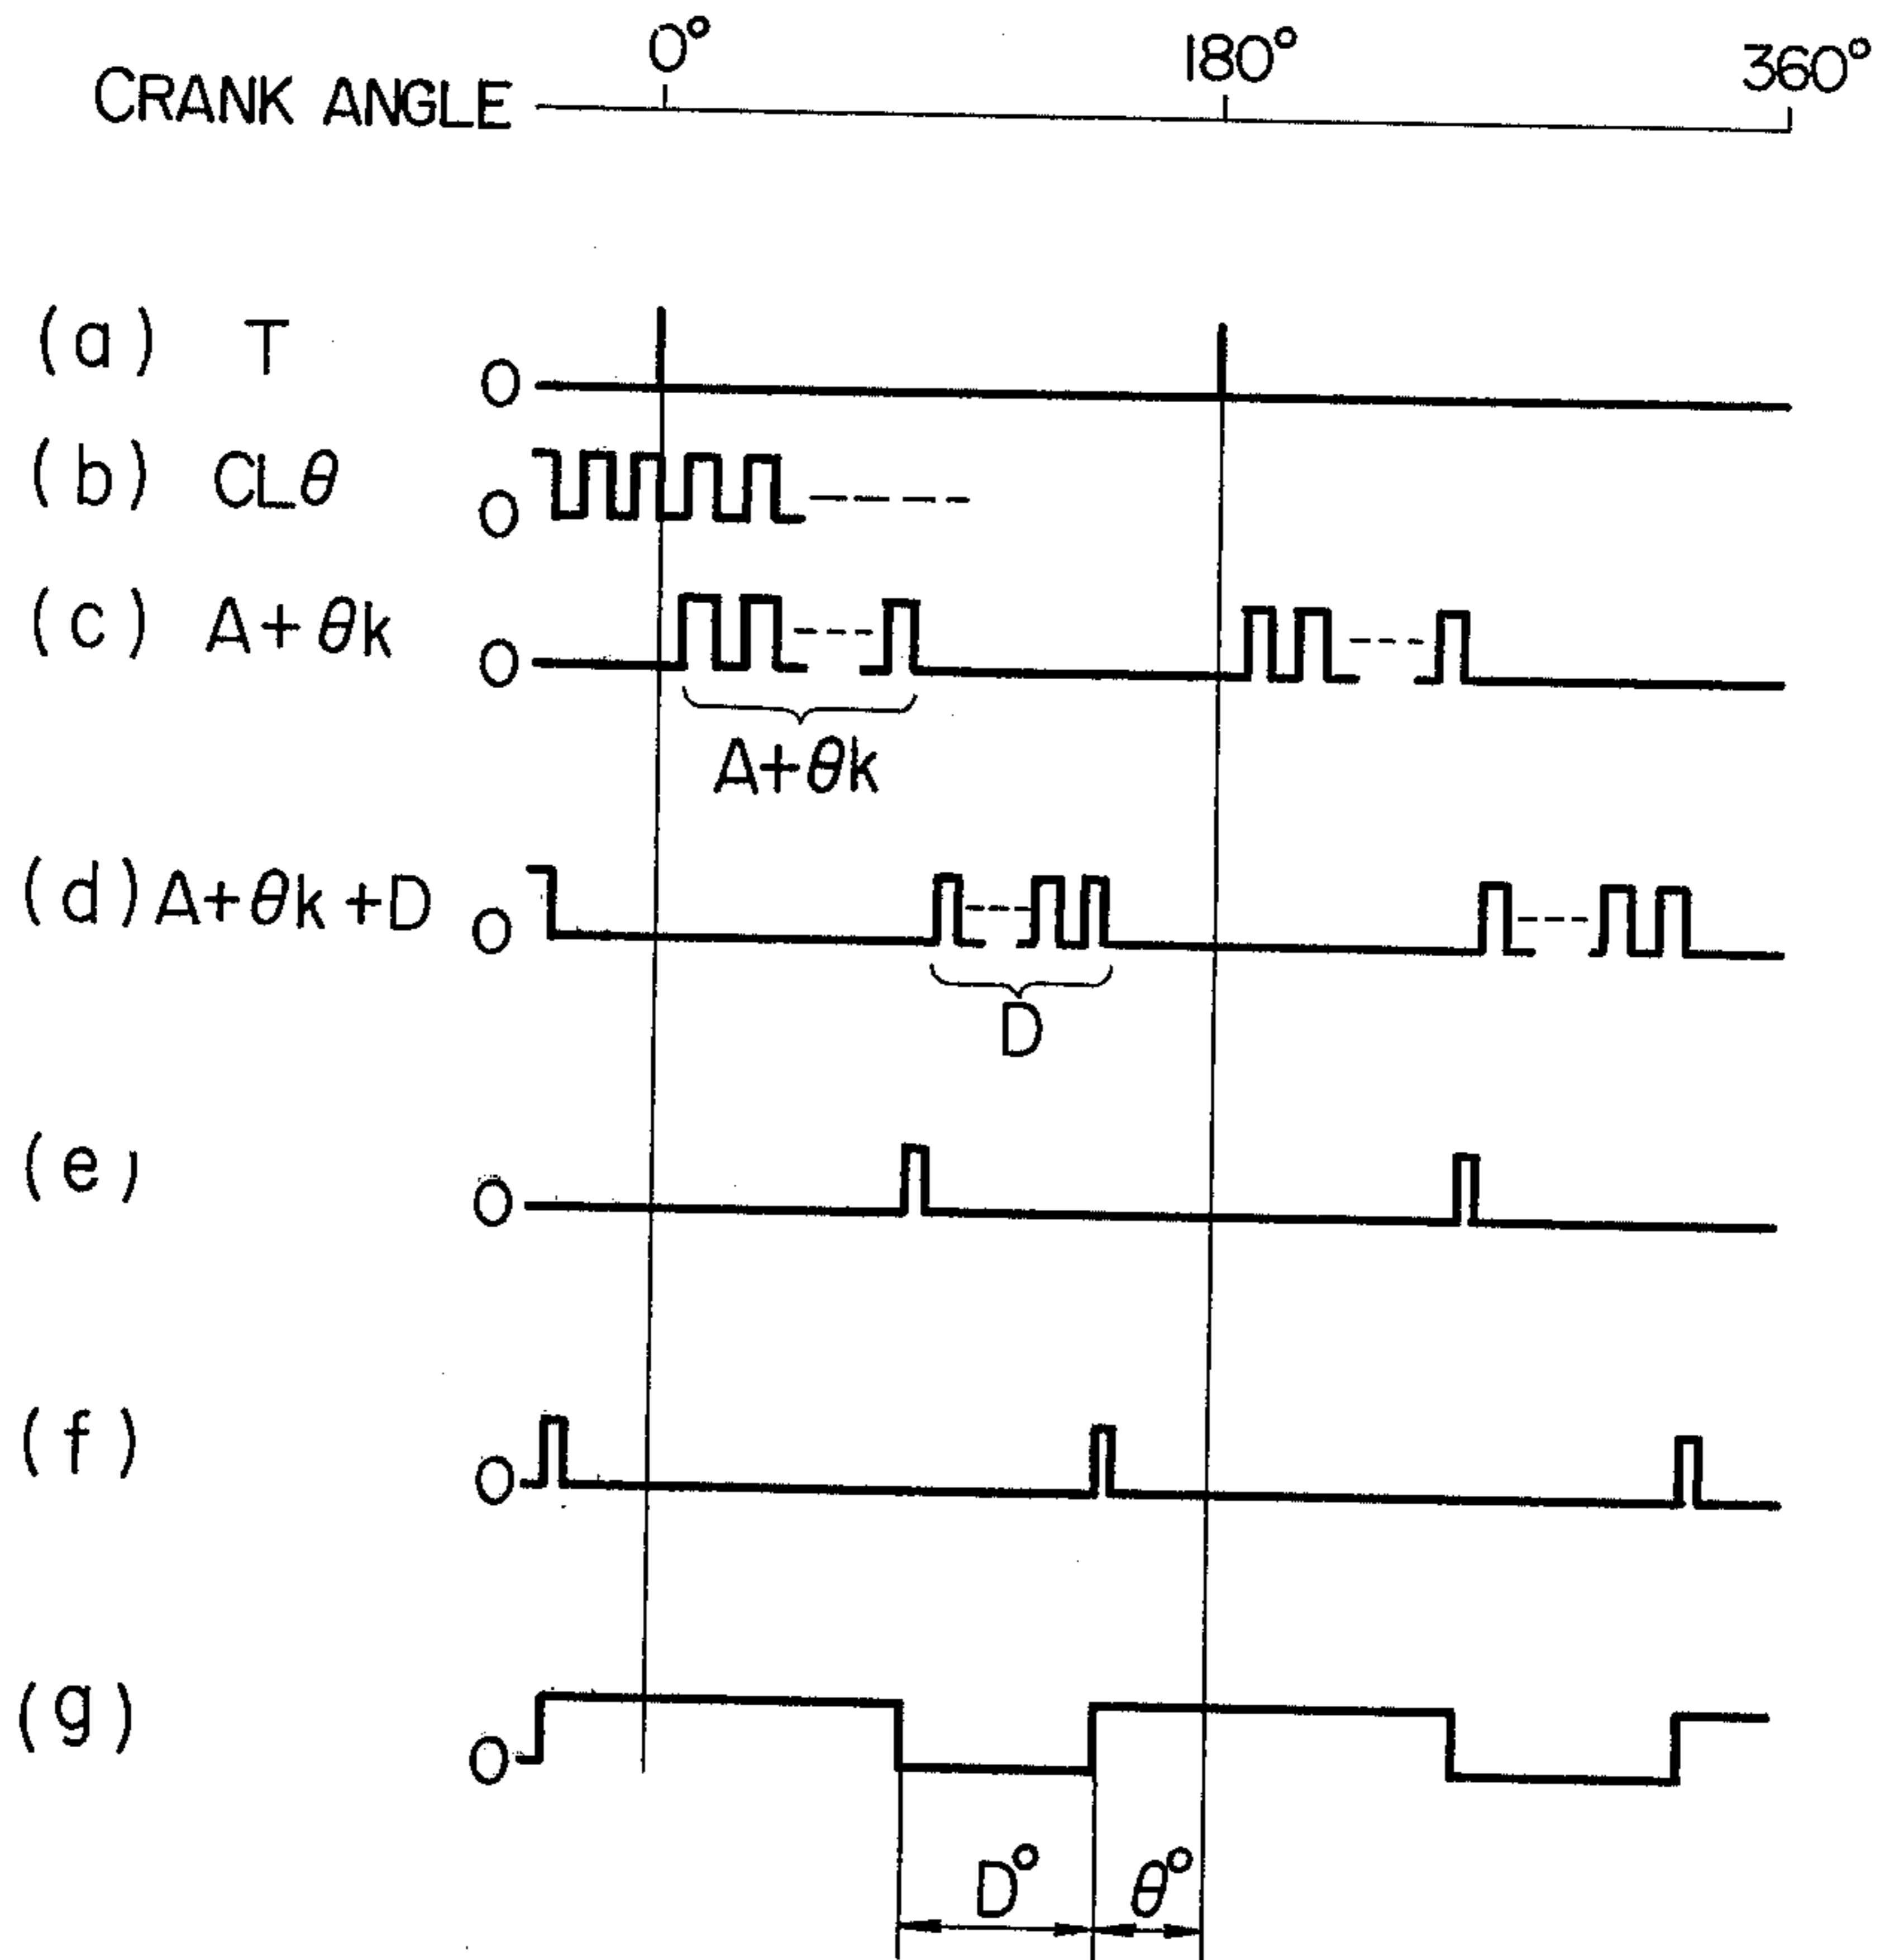 0° 180° 360°
CRANK ANGLE
(a) T 0
(b) CLθ 0
(c) A+θk 0
A+θk
(d) A+θk+D 0
D
(e) 0
(f) 0
(g) 0
D° θ°